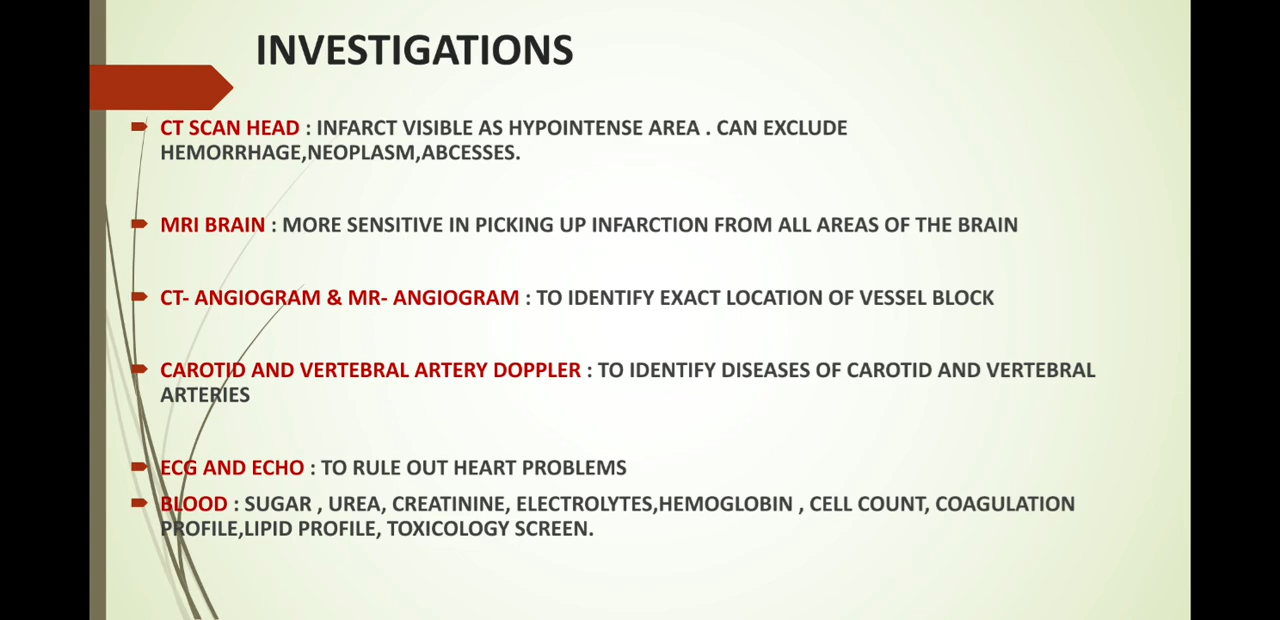 INVESTIGATIONS
CT SCAN HEAD : INFARCT VISIBLE AS HYPOINTENSE AREA . CAN EXCLUDE
HEMORRHAGE,NEOPLASM,ABCESSES.
MRI BRAIN : MORE SENSITIVE IN PICKING UP INFARCTION FROM ALL AREAS OF THE BRAIN
CT- ANGIOGRAM & MR- ANGIOGRAM : TO IDENTIFY EXACT LOCATION OF VESSEL BLOCK
CAROTID AND VERTEBRAL ARTERY DOPPLER : TO IDENTIFY DISEASES OF CAROTID AND VERTEBRAL
ARTERIES
ECG AND ECHO : TO RULE OUT HEART PROBLEMS
BLOOD : SUGAR , UREA, CREATININE, ELECTROLYTES,HEMOGLOBIN , CELL COUNT, COAGULATION
PROFILE,LIPID PROFILE, TOXICOLOGY SCREEN.